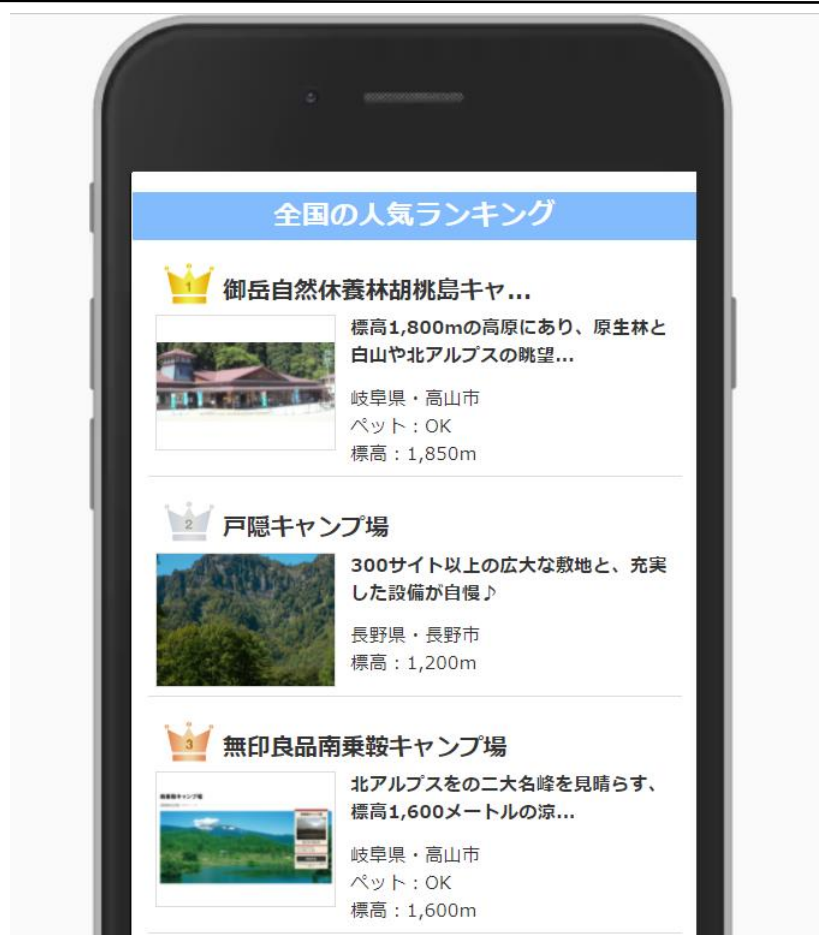 全国の人気ランキング
1
御岳自然休養林胡桃島キャ...
標高1,800mの高原にあり、原生林と
白山や北アルプスの眺望...
岐阜県・高山市
ペット:OK
標高:1,850m
2
戸隠キャンプ場
300サイト以上の広大な敷地と、充実
した設備が自慢♪
長野県・長野市
標高:1,200m
3
無印良品南乗鞍キャンプ場
北アルプスをの二大名峰を見晴らす、
標高1,600メートルの涼...
岐阜県・高山市
ペット:OK
標高:1,600m